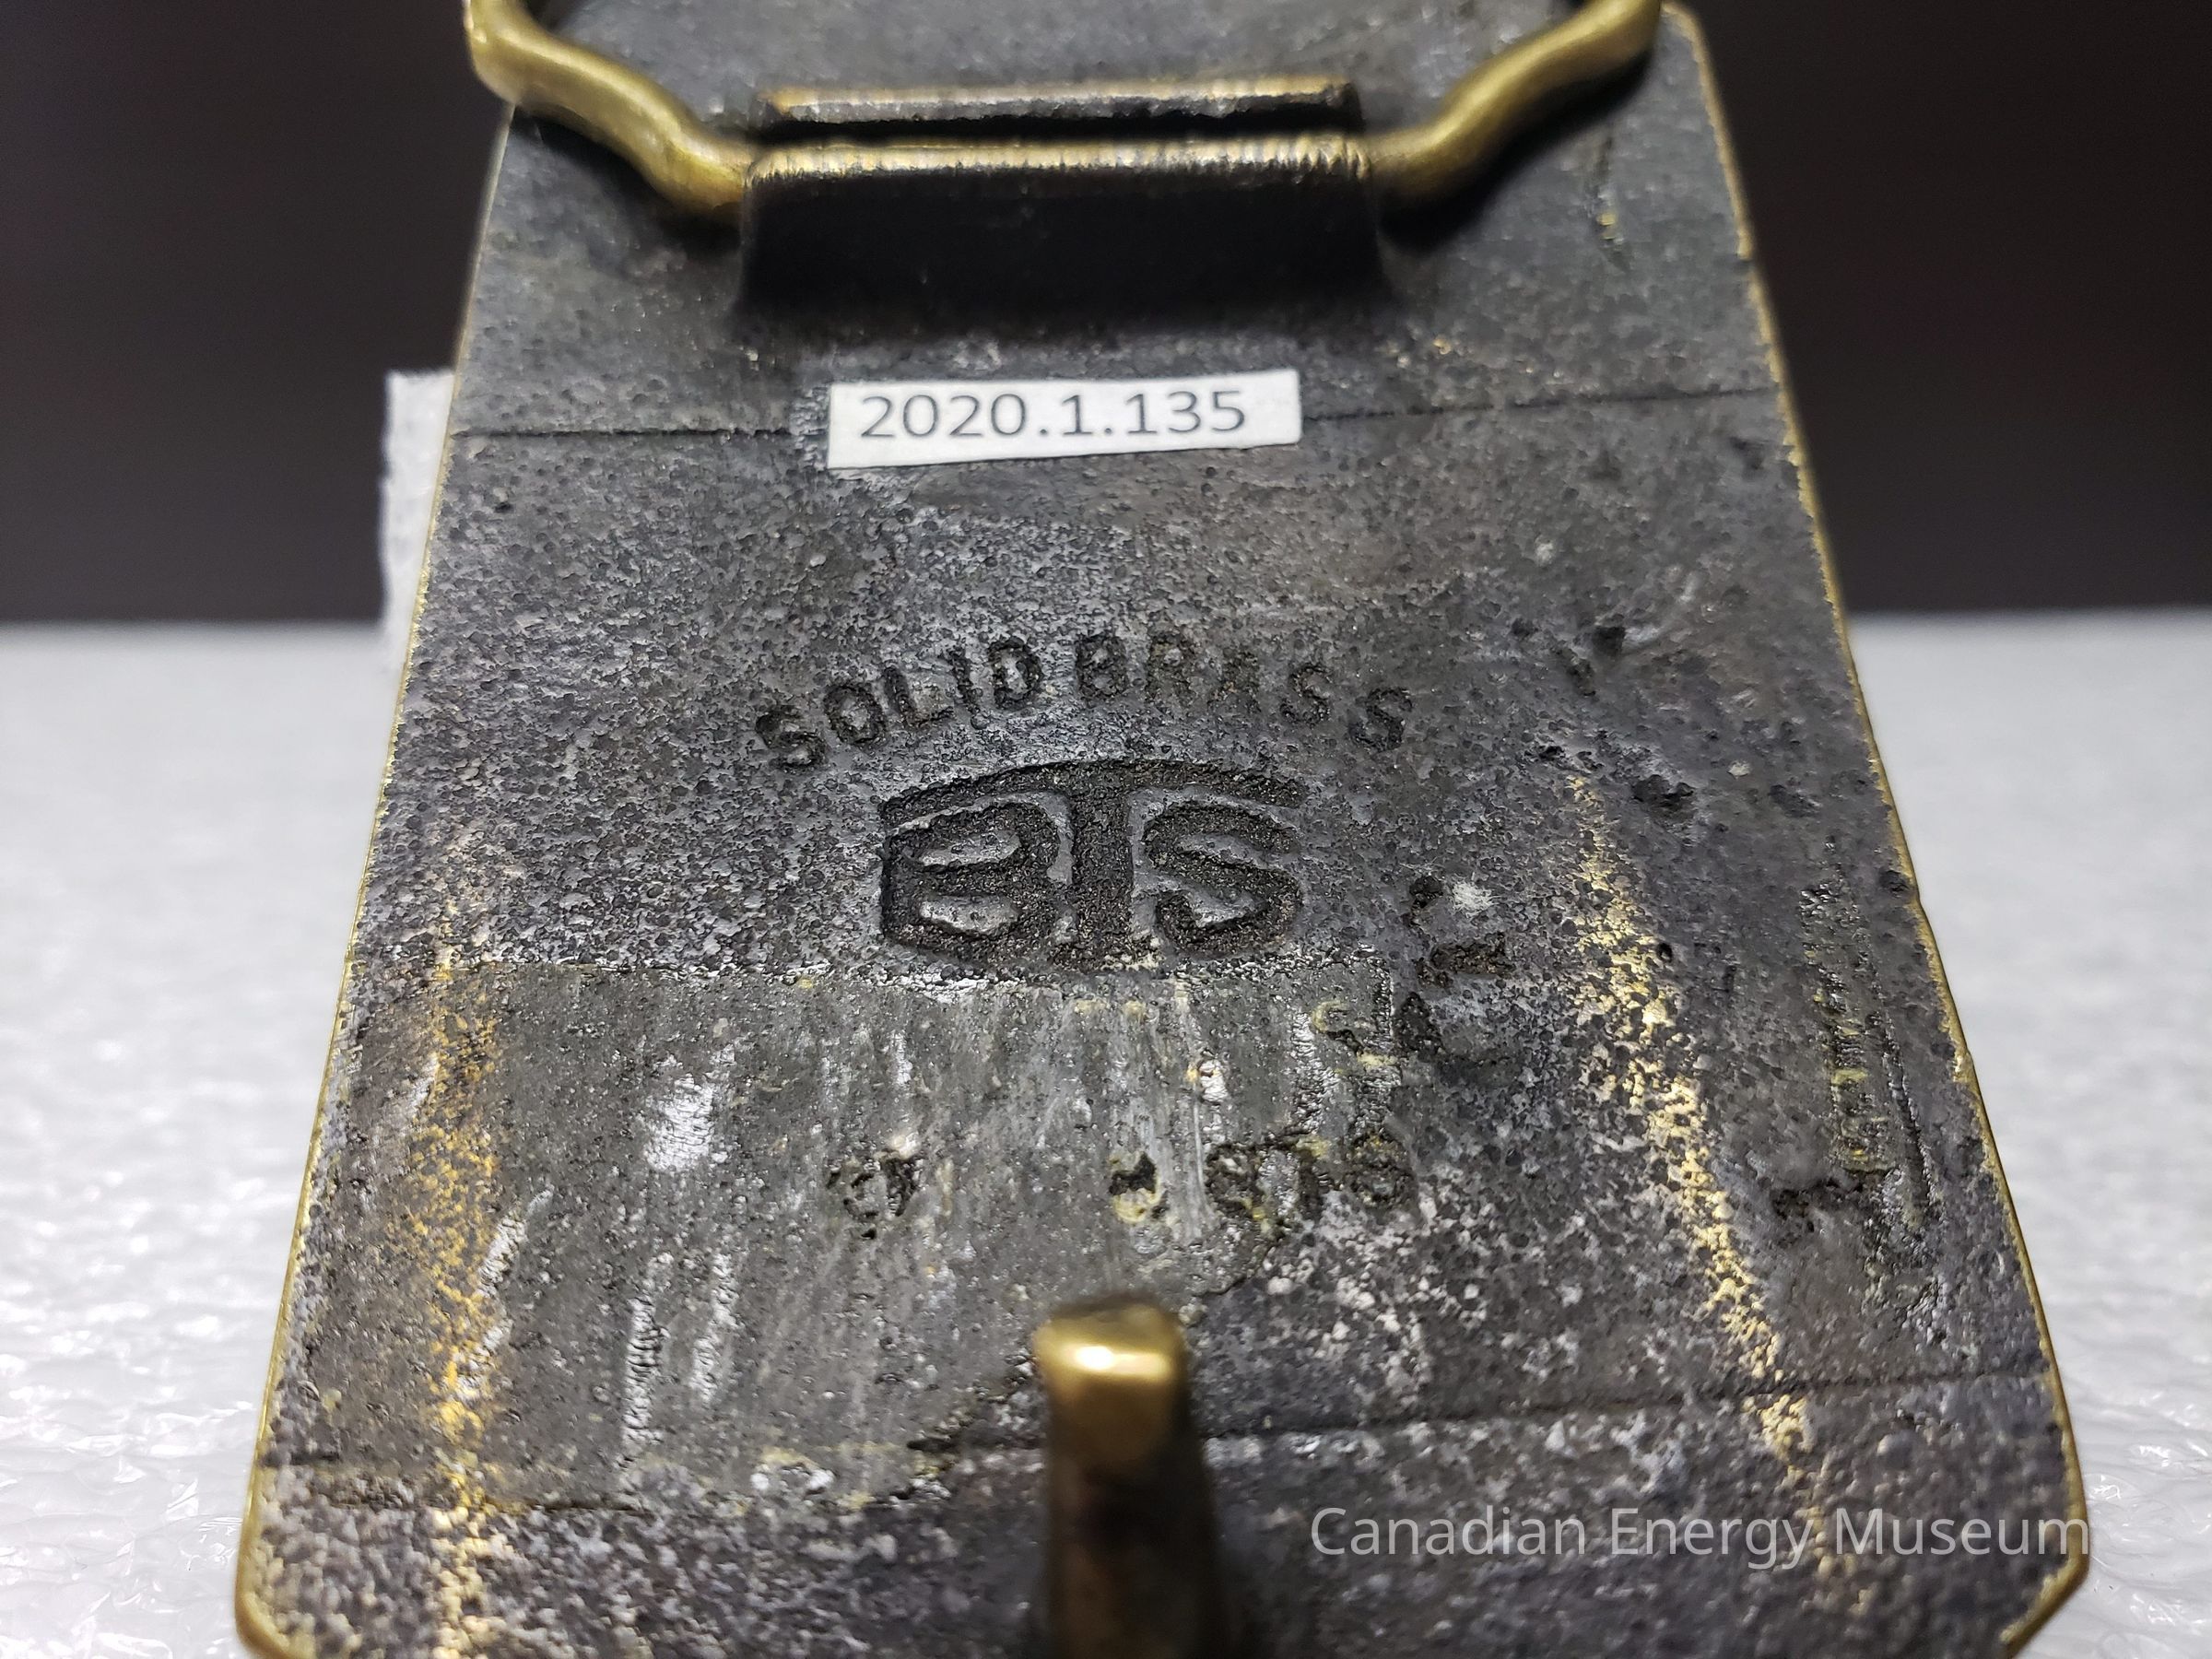 2020.1.135
SOLID BRASS
BTS
Canadian Energy Museum